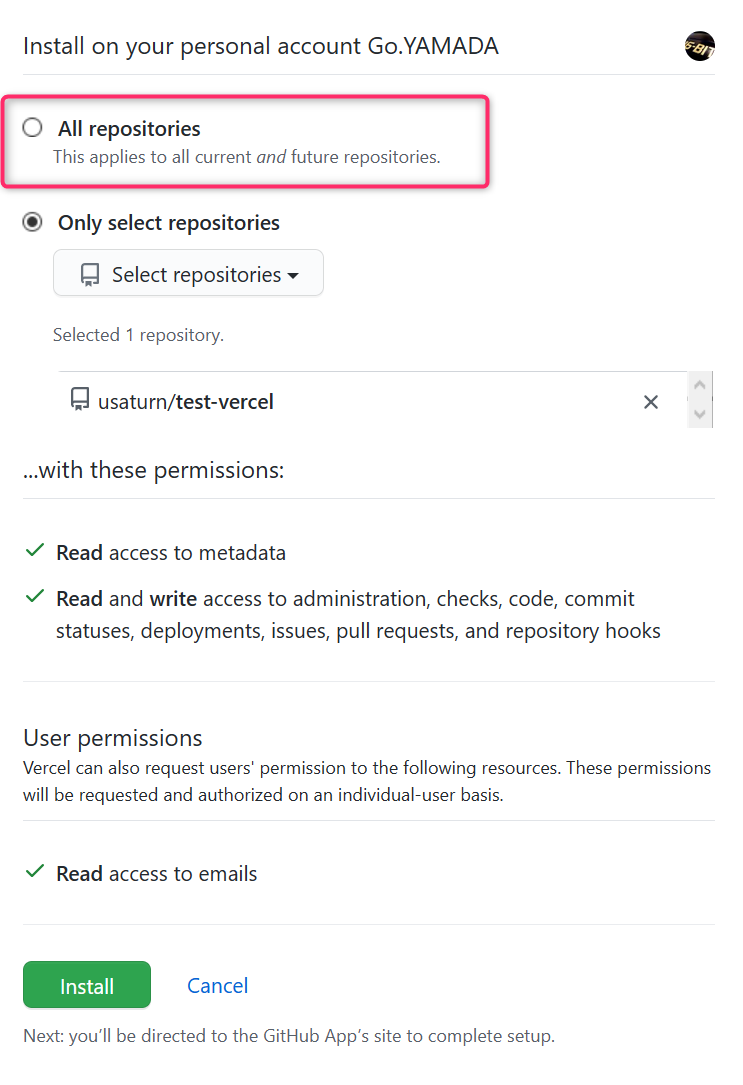 Install on your personal account Go.YAMADA
All repositories
This applies to all current and future repositories.
Only select repositories
Select repositories
Selected 1 repository.
usaturn/test-vercel
...with these permissions:
Read access to metadata
Read and write access to administration, checks, code, commit
statuses, deployments, issues, pull requests, and repository hooks
User permissions
Vercel can also request users' permission to the following resources. These permissions
will be requested and authorized on an individual-user basis.
Read access to emails
Install Cancel
Next: you’ll be directed to the GitHub App’s site to complete setup.